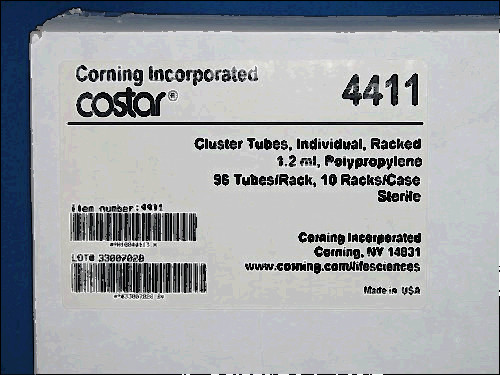 Corning Incorporated
costar®
4411
Cluster Tubes, Individual, Racked
1.2 ml, Polypropylene
96 Tubes/Rack, 10 Racks/Case
Sterile
Item number:4411
LOT# 33007020
Corning Incorporated
Corning, NY 14831
www.corning.com/lifesciences
Made in USA